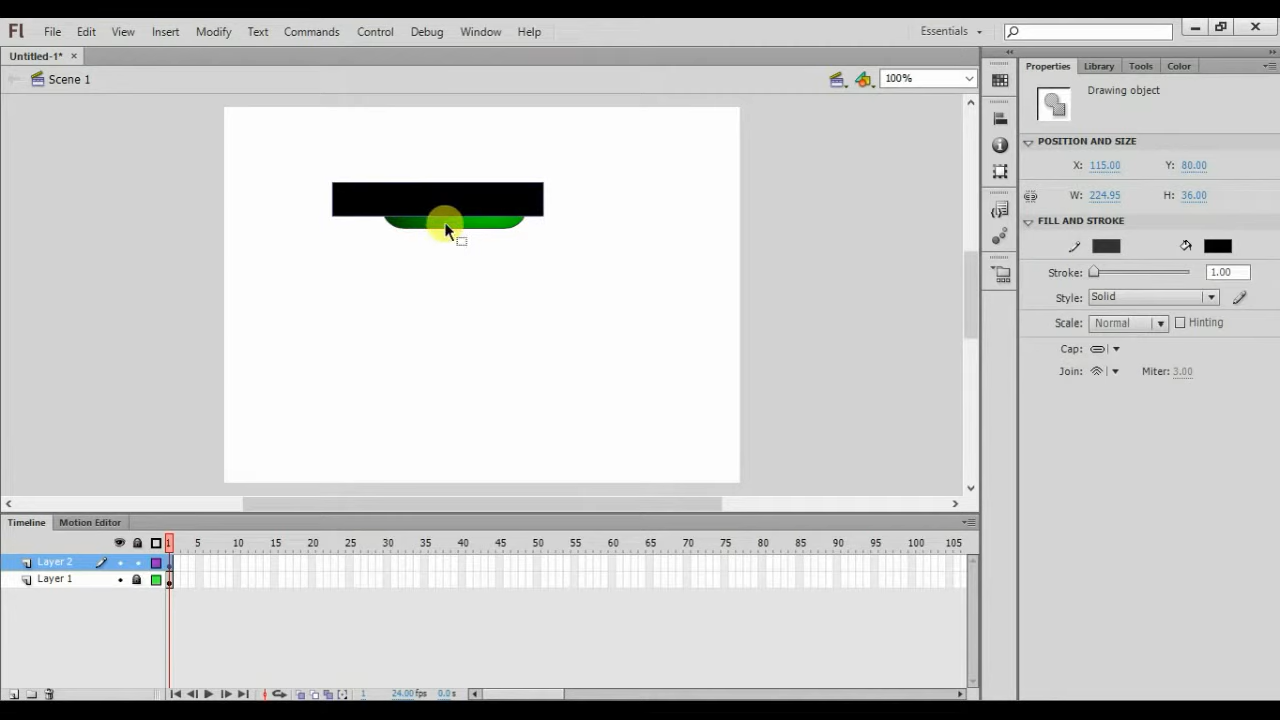 Fl File Edit View Insert Modify Text Commands Control Debug Window Help Essentials
Untitled-1* ×
Scene 1 100%
Properties Library Tools Color
Drawing object
POSITION AND SIZE
X: 115.00 Y: 80.00
W: 224.95 H: 36.00
FILL AND STROKE
Stroke: 1.00
Style: Solid
Scale: Normal Hinting
Cap:
Join: Miter: 3.00
Timeline Motion Editor
1 5 10 15 20 25 30 35 40 45 50 55 60 65 70 75 80 85 90 95 100 105
Layer 2
Layer 1
1 24.00 fps 0.0 s